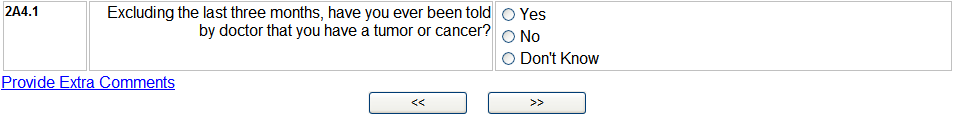 2A4.1
Excluding the last three months, have you ever been told
by doctor that you have a tumor or cancer?
Yes
No
Don't Know
Provide Extra Comments
<<
>>